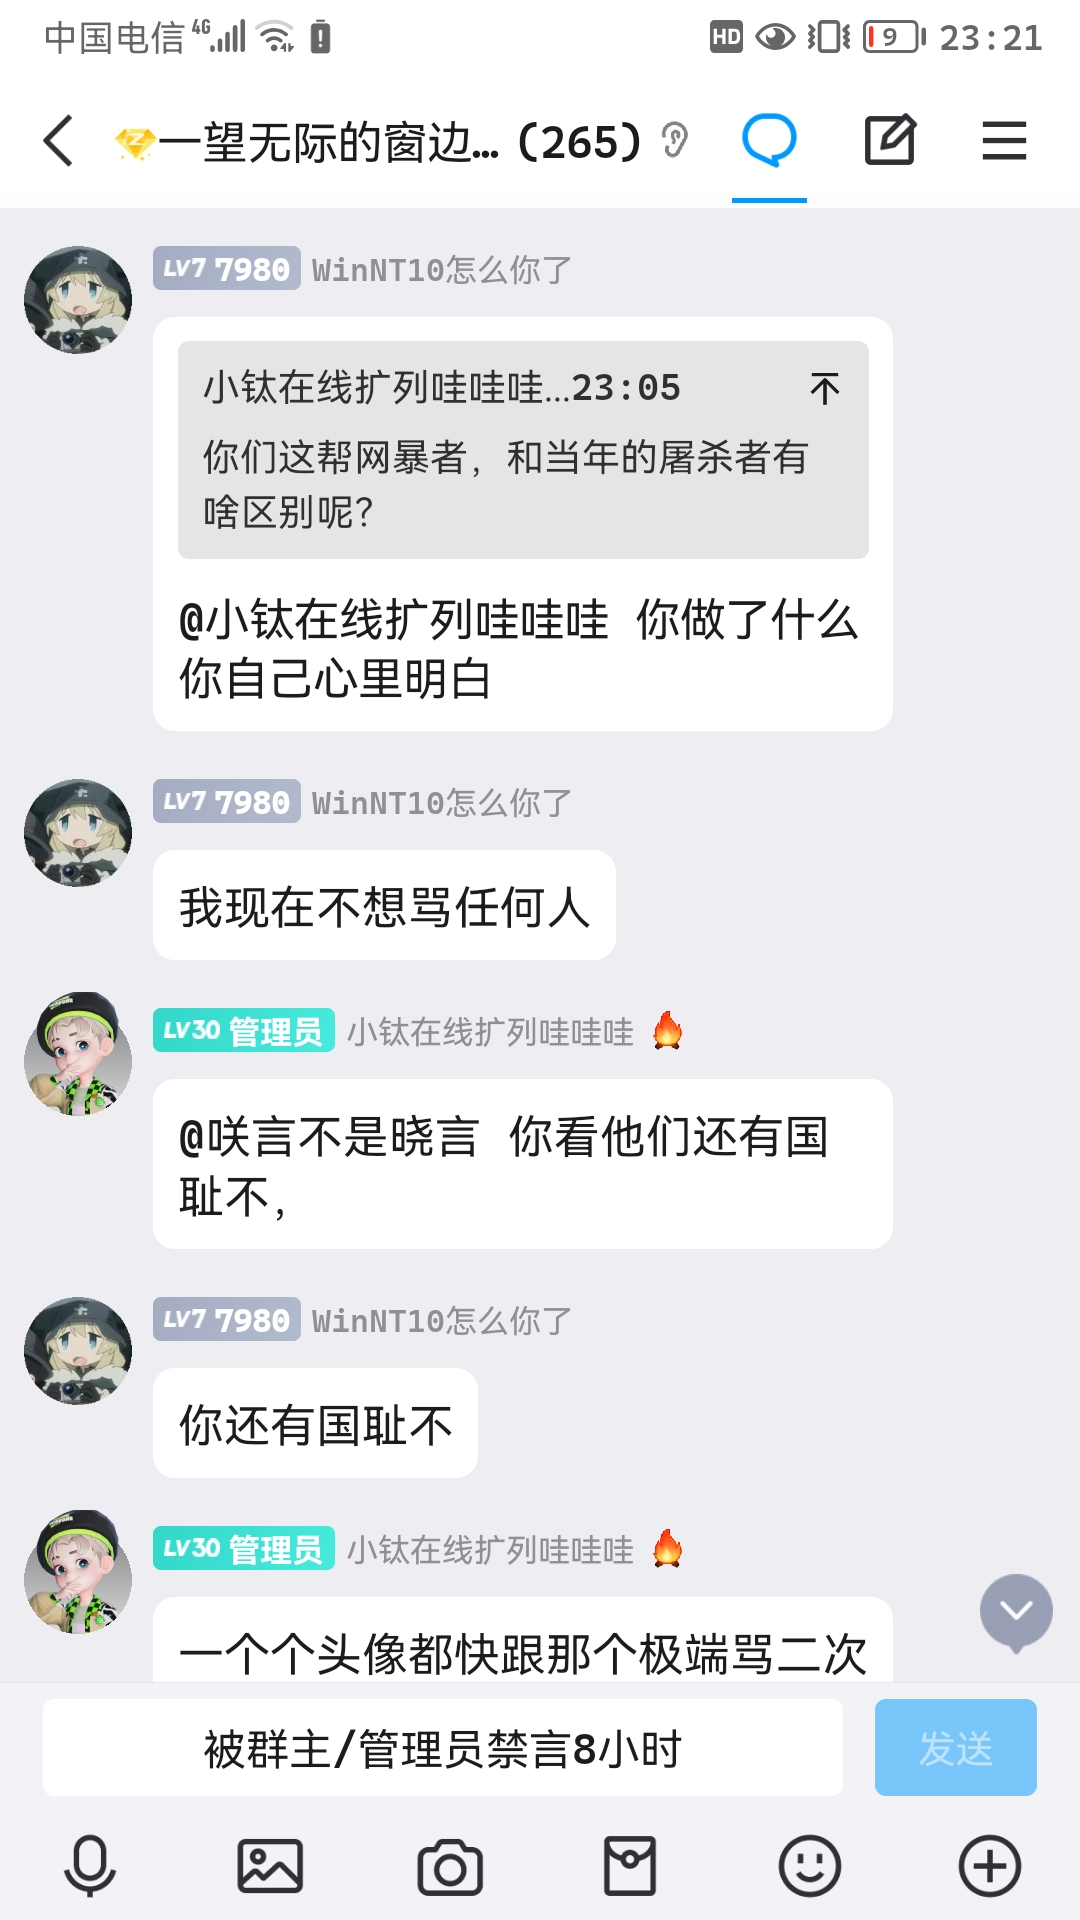 中国电信 4G HD 9 23:21
一望无际的窗边... (265)
LV7 7980 WinNT10怎么你了
小钛在线扩列哇哇哇...23:05
你们这帮网暴者，和当年的屠杀者有
啥区别呢？
@小钛在线扩列哇哇哇 你做了什么
你自己心里明白
LV7 7980 WinNT10怎么你了
我现在不想骂任何人
LV30 管理员 小钛在线扩列哇哇哇 🔥
@咲言不是晓言 你看他们还有国
耻不，
LV7 7980 WinNT10怎么你了
你还有国耻不
LV30 管理员 小钛在线扩列哇哇哇 🔥
一个个头像都快跟那个极端骂二次
被群主/管理员禁言8小时
发送